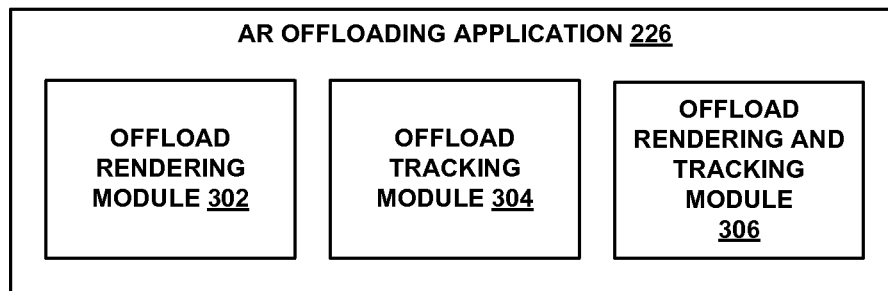 AR OFFLOADING APPLICATION 226
OFFLOAD
RENDERING
MODULE 302
OFFLOAD
TRACKING
MODULE 304
OFFLOAD
RENDERING AND
TRACKING
MODULE
306